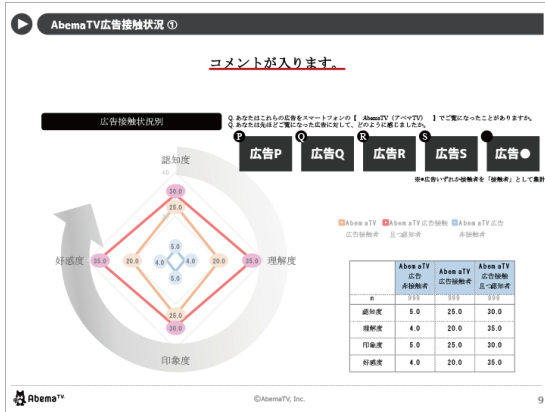 AbemaTV広告接触状況 ①
コメントが入ります。
広告接触状況別
Q. あなたはこれらの広告をスマートフォンの【 AbemaTV（アベマTV） 】でご覧になったことがありますか。
Q. あなたは先ほどご覧になった広告に対して、どのように感じましたか。
P Q R S
広告P 広告Q 広告R 広告S 広告●
※●広告いずれか接触者を「接触者」として集計
認知度
40
30.0
25.0
5.0
好感度 35.0 20.0 4.0 4.0 20.0 35.0 理解度
5.0
25.0
30.0
印象度
AbemaTV AbemaTV 広告接触 AbemaTV 広告
広告接触者 且つ認知者 非接触者
AbemaTV 広告 非接触者 AbemaTV 広告接触者 AbemaTV 広告接触 且つ認知者
n 999 999 999
認知度 5.0 25.0 30.0
理解度 4.0 20.0 35.0
印象度 5.0 25.0 30.0
好感度 4.0 20.0 35.0
AbemaTV ©AbemaTV, Inc. 9